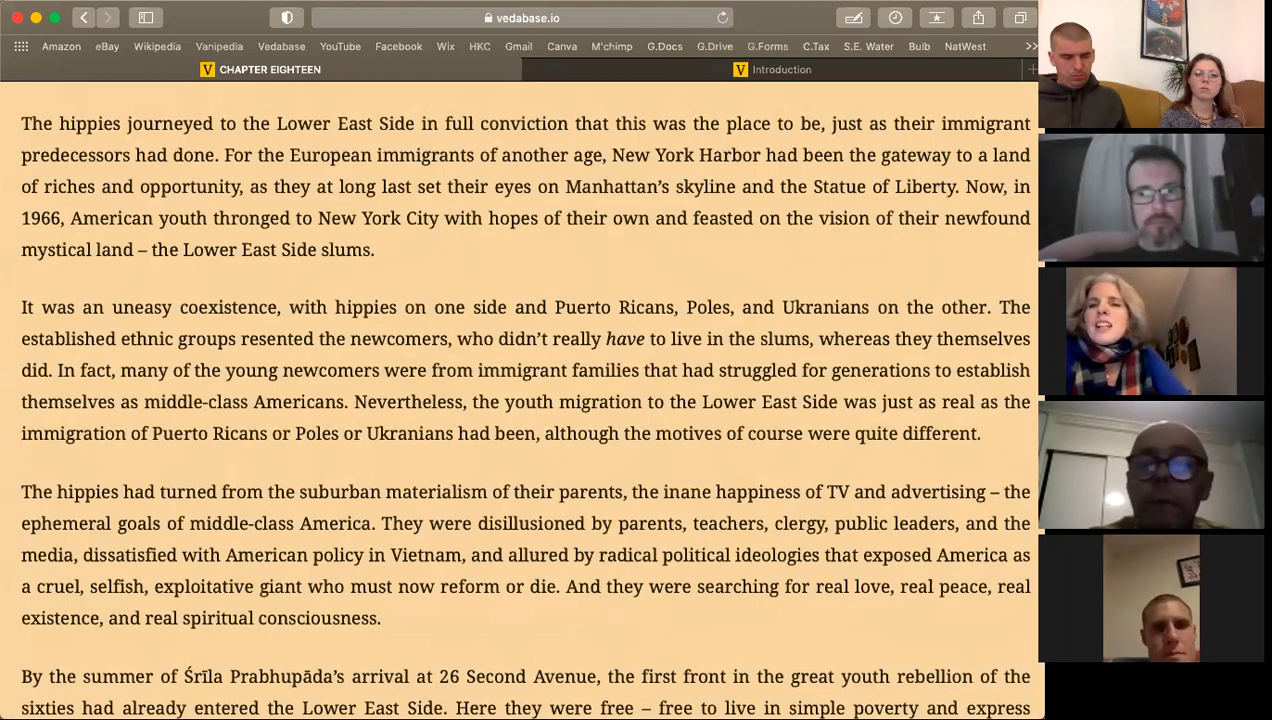 vedabase.io
Amazon eBay Wikipedia Vanipedia Vedabase YouTube Facebook Wix HKC Gmail Canva M'chimp G.Docs G.Drive G.Forms C.Tax S.E. Water Bulb NatWest >>
V CHAPTER EIGHTEEN V Introduction +
The hippies journeyed to the Lower East Side in full conviction that this was the place to be, just as their immigrant
predecessors had done. For the European immigrants of another age, New York Harbor had been the gateway to a land
of riches and opportunity, as they at long last set their eyes on Manhattan’s skyline and the Statue of Liberty. Now, in
1966, American youth thronged to New York City with hopes of their own and feasted on the vision of their newfound
mystical land – the Lower East Side slums.
It was an uneasy coexistence, with hippies on one side and Puerto Ricans, Poles, and Ukranians on the other. The
established ethnic groups resented the newcomers, who didn’t really have to live in the slums, whereas they themselves
did. In fact, many of the young newcomers were from immigrant families that had struggled for generations to establish
themselves as middle-class Americans. Nevertheless, the youth migration to the Lower East Side was just as real as the
immigration of Puerto Ricans or Poles or Ukranians had been, although the motives of course were quite different.
The hippies had turned from the suburban materialism of their parents, the inane happiness of TV and advertising – the
ephemeral goals of middle-class America. They were disillusioned by parents, teachers, clergy, public leaders, and the
media, dissatisfied with American policy in Vietnam, and allured by radical political ideologies that exposed America as
a cruel, selfish, exploitative giant who must now reform or die. And they were searching for real love, real peace, real
existence, and real spiritual consciousness.
By the summer of Śrīla Prabhupāda’s arrival at 26 Second Avenue, the first front in the great youth rebellion of the
sixties had already entered the Lower East Side. Here they were free – free to live in simple poverty and express